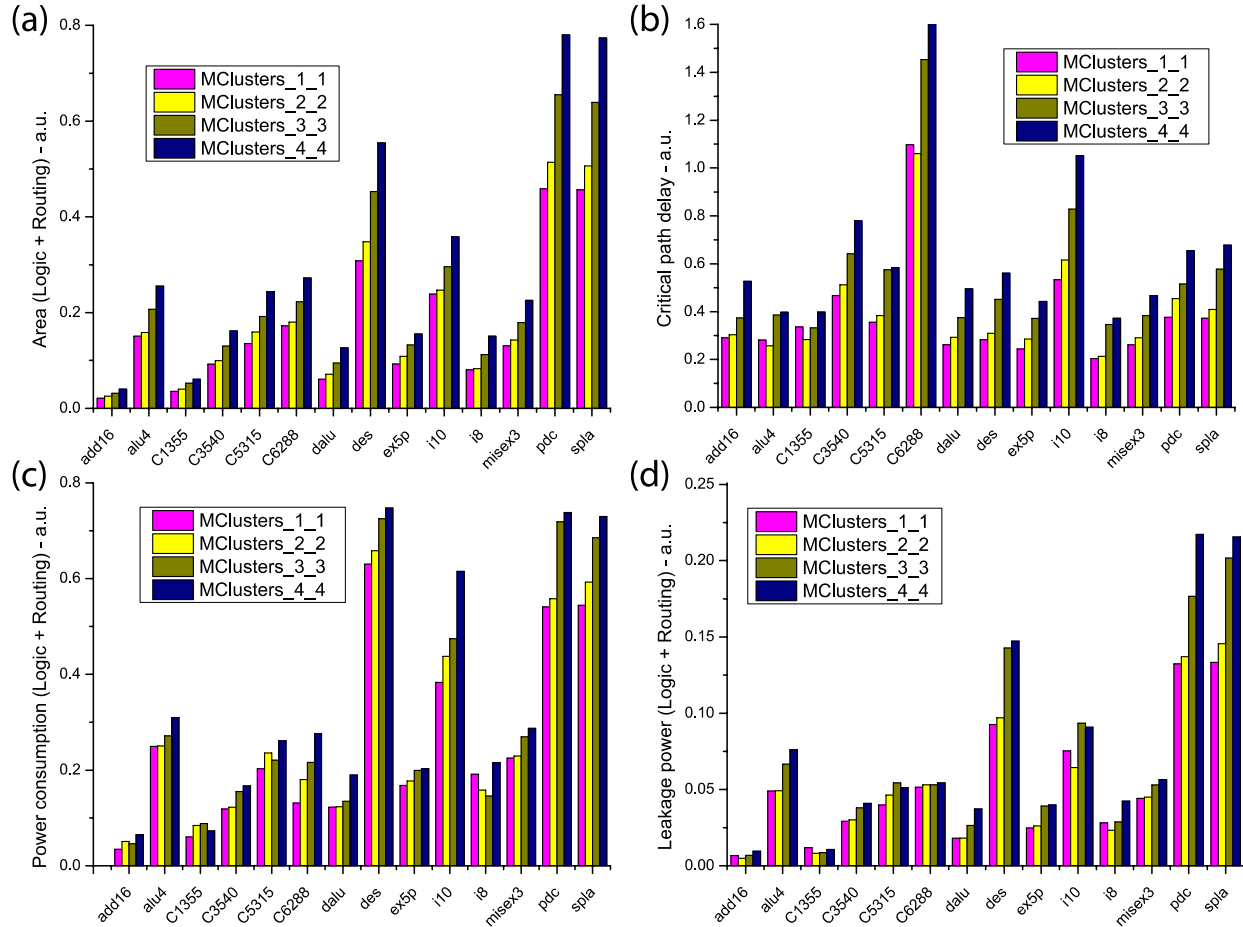 (a)
Area (Logic + Routing) - a.u.
0.8
0.6
0.4
0.2
0.0
MClusters_1_1
MClusters_2_2
MClusters_3_3
MClusters_4_4
add16
alu4
C1355
C3540
C5315
C6288
dalu
des
ex5p
i10
i8
misex3
pdc
spla
(b)
Critical path delay - a.u.
1.6
1.4
1.2
1.0
0.8
0.6
0.4
0.2
0.0
MClusters_1_1
MClusters_2_2
MClusters_3_3
MClusters_4_4
add16
alu4
C1355
C3540
C5315
C6288
dalu
des
ex5p
i10
i8
misex3
pdc
spla
(c)
Power consumption (Logic + Routing) - a.u.
0.8
0.6
0.4
0.2
0.0
MClusters_1_1
MClusters_2_2
MClusters_3_3
MClusters_4_4
add16
alu4
C1355
C3540
C5315
C6288
dalu
des
ex5p
i10
i8
misex3
pdc
spla
(d)
Leakage power (Logic + Routing) - a.u.
0.25
0.20
0.15
0.10
0.05
0.00
MClusters_1_1
MClusters_2_2
MClusters_3_3
MClusters_4_4
add16
alu4
C1355
C3540
C5315
C6288
dalu
des
ex5p
i10
i8
misex3
pdc
spla